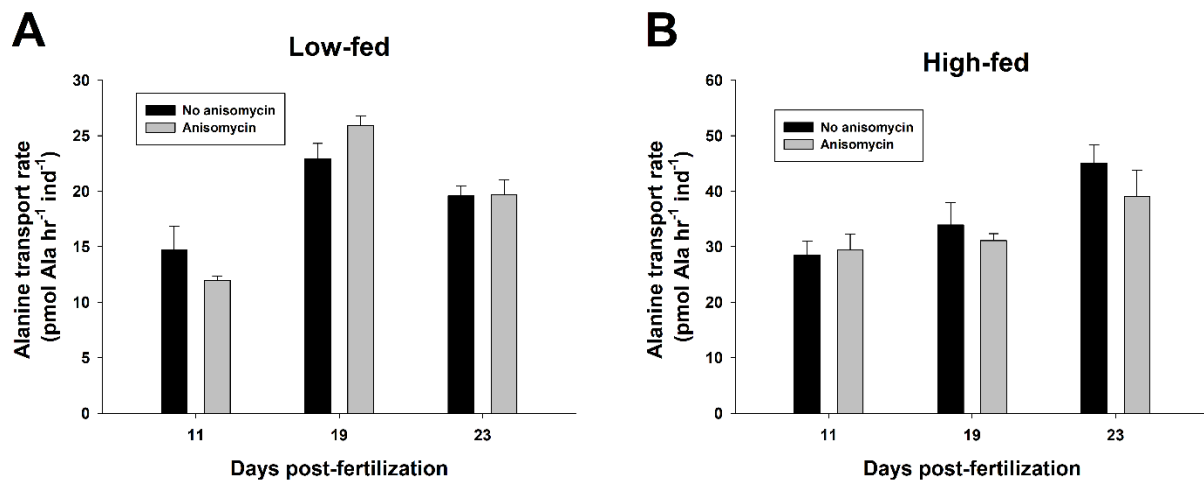 A
Low-fed
30
25
20
15
10
5
0
Alanine transport rate
(pmol Ala hr⁻¹ ind⁻¹)
No anisomycin
Anisomycin
11 19 23
Days post-fertilization
B
High-fed
60
50
40
30
20
10
0
Alanine transport rate
(pmol Ala hr⁻¹ ind⁻¹)
No anisomycin
Anisomycin
11 19 23
Days post-fertilization